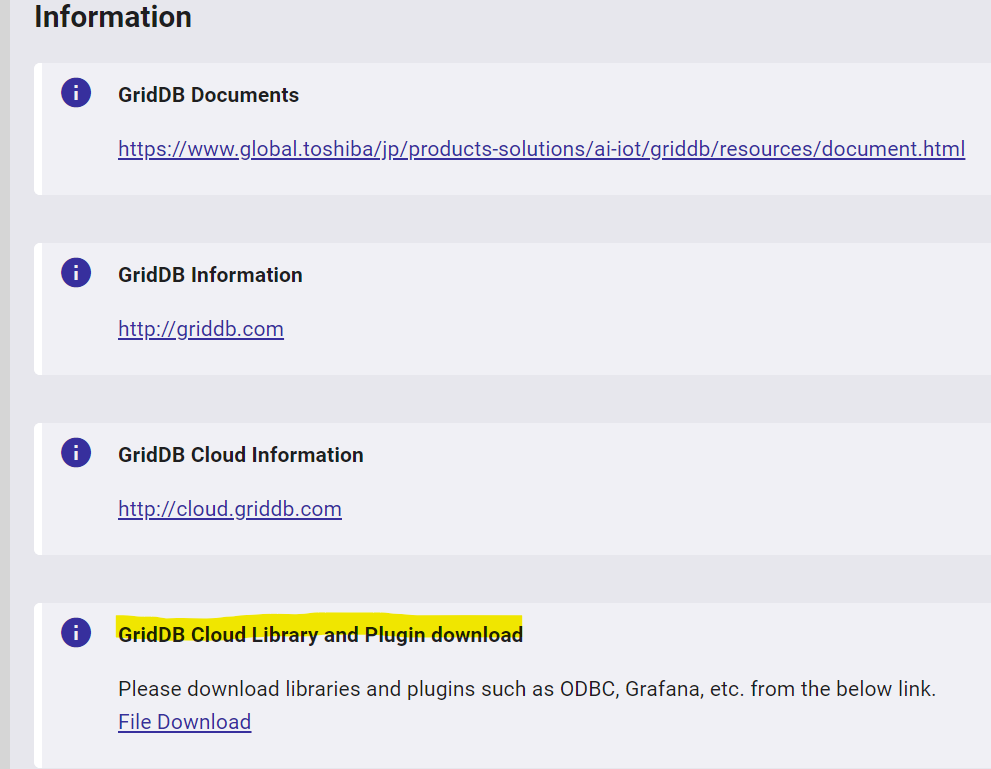 Information
GridDB Documents
https://www.global.toshiba/jp/products-solutions/ai-iot/griddb/resources/document.html
GridDB Information
http://griddb.com
GridDB Cloud Information
http://cloud.griddb.com
GridDB Cloud Library and Plugin download
Please download libraries and plugins such as ODBC, Grafana, etc. from the below link.
File Download